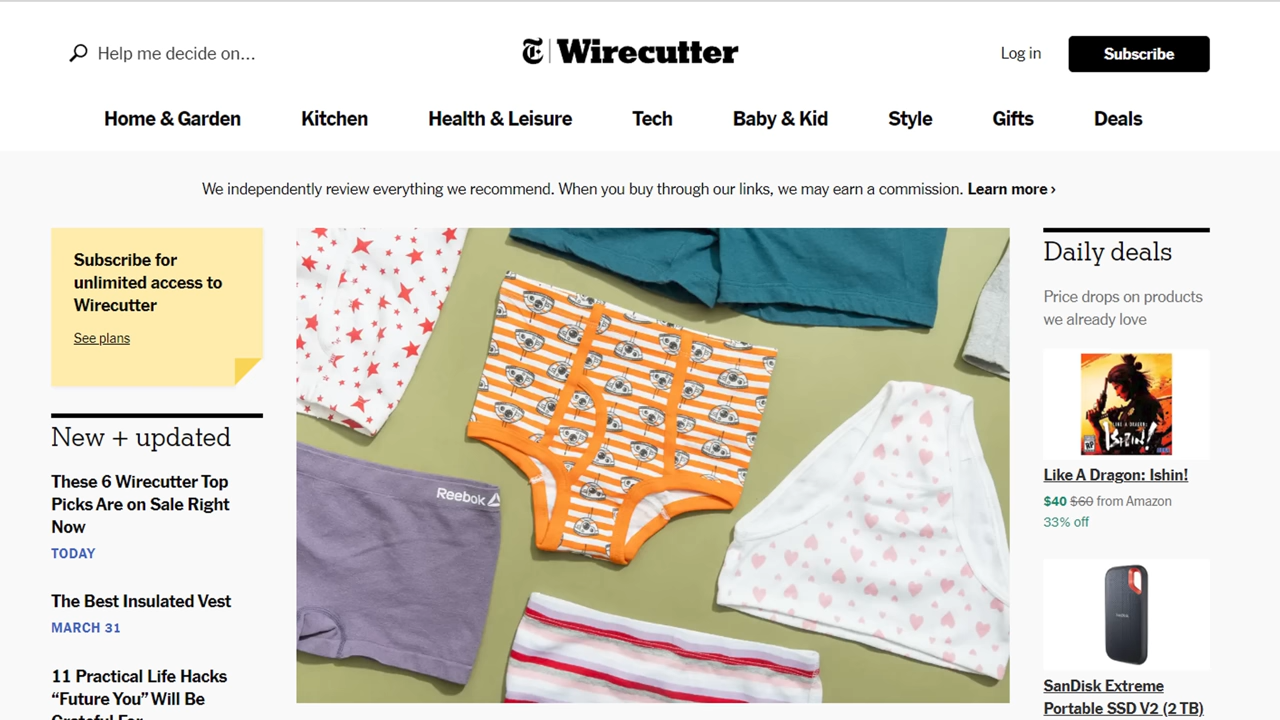 Help me decide on...
Wirecutter
Log in
Subscribe
Home & Garden
Kitchen
Health & Leisure
Tech
Baby & Kid
Style
Gifts
Deals
We independently review everything we recommend. When you buy through our links, we may earn a commission. Learn more ›
Subscribe for
unlimited access to
Wirecutter
See plans
New + updated
These 6 Wirecutter Top
Picks Are on Sale Right
Now
TODAY
The Best Insulated Vest
MARCH 31
11 Practical Life Hacks
“Future You” Will Be
Grateful For
Reebok
Daily deals
Price drops on products
we already love
LIKE A DRAGON:
ISHIN!
Like A Dragon: Ishin!
$40 $60 from Amazon
33% off
SanDisk Extreme
Portable SSD V2 (2 TB)